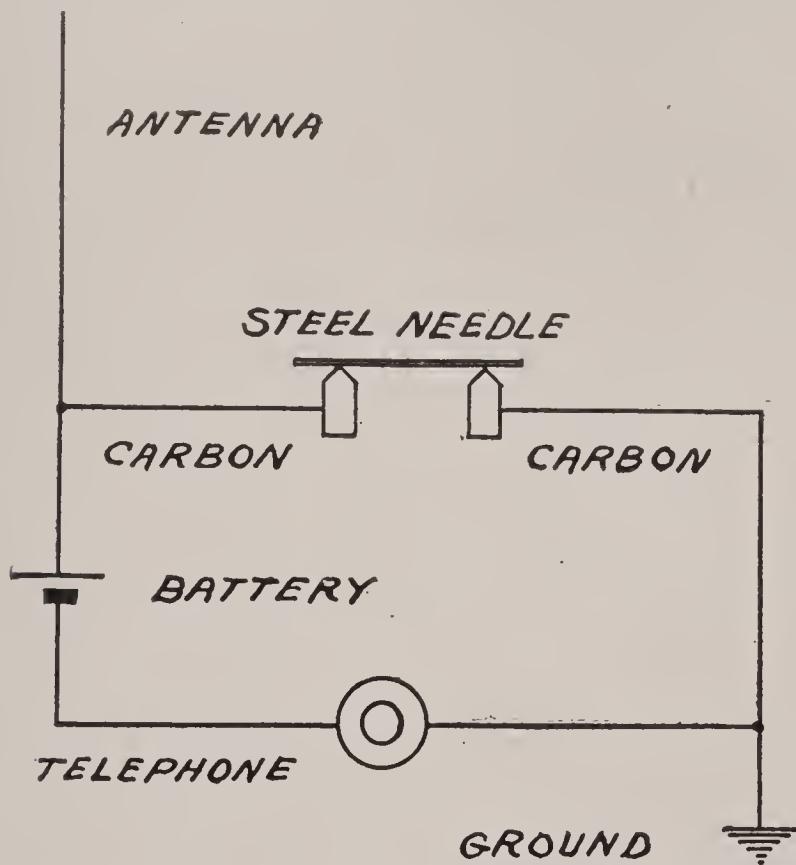 ANTENNA
STEEL NEEDLE
CARBON CARBON
BATTERY
TELEPHONE
GROUND